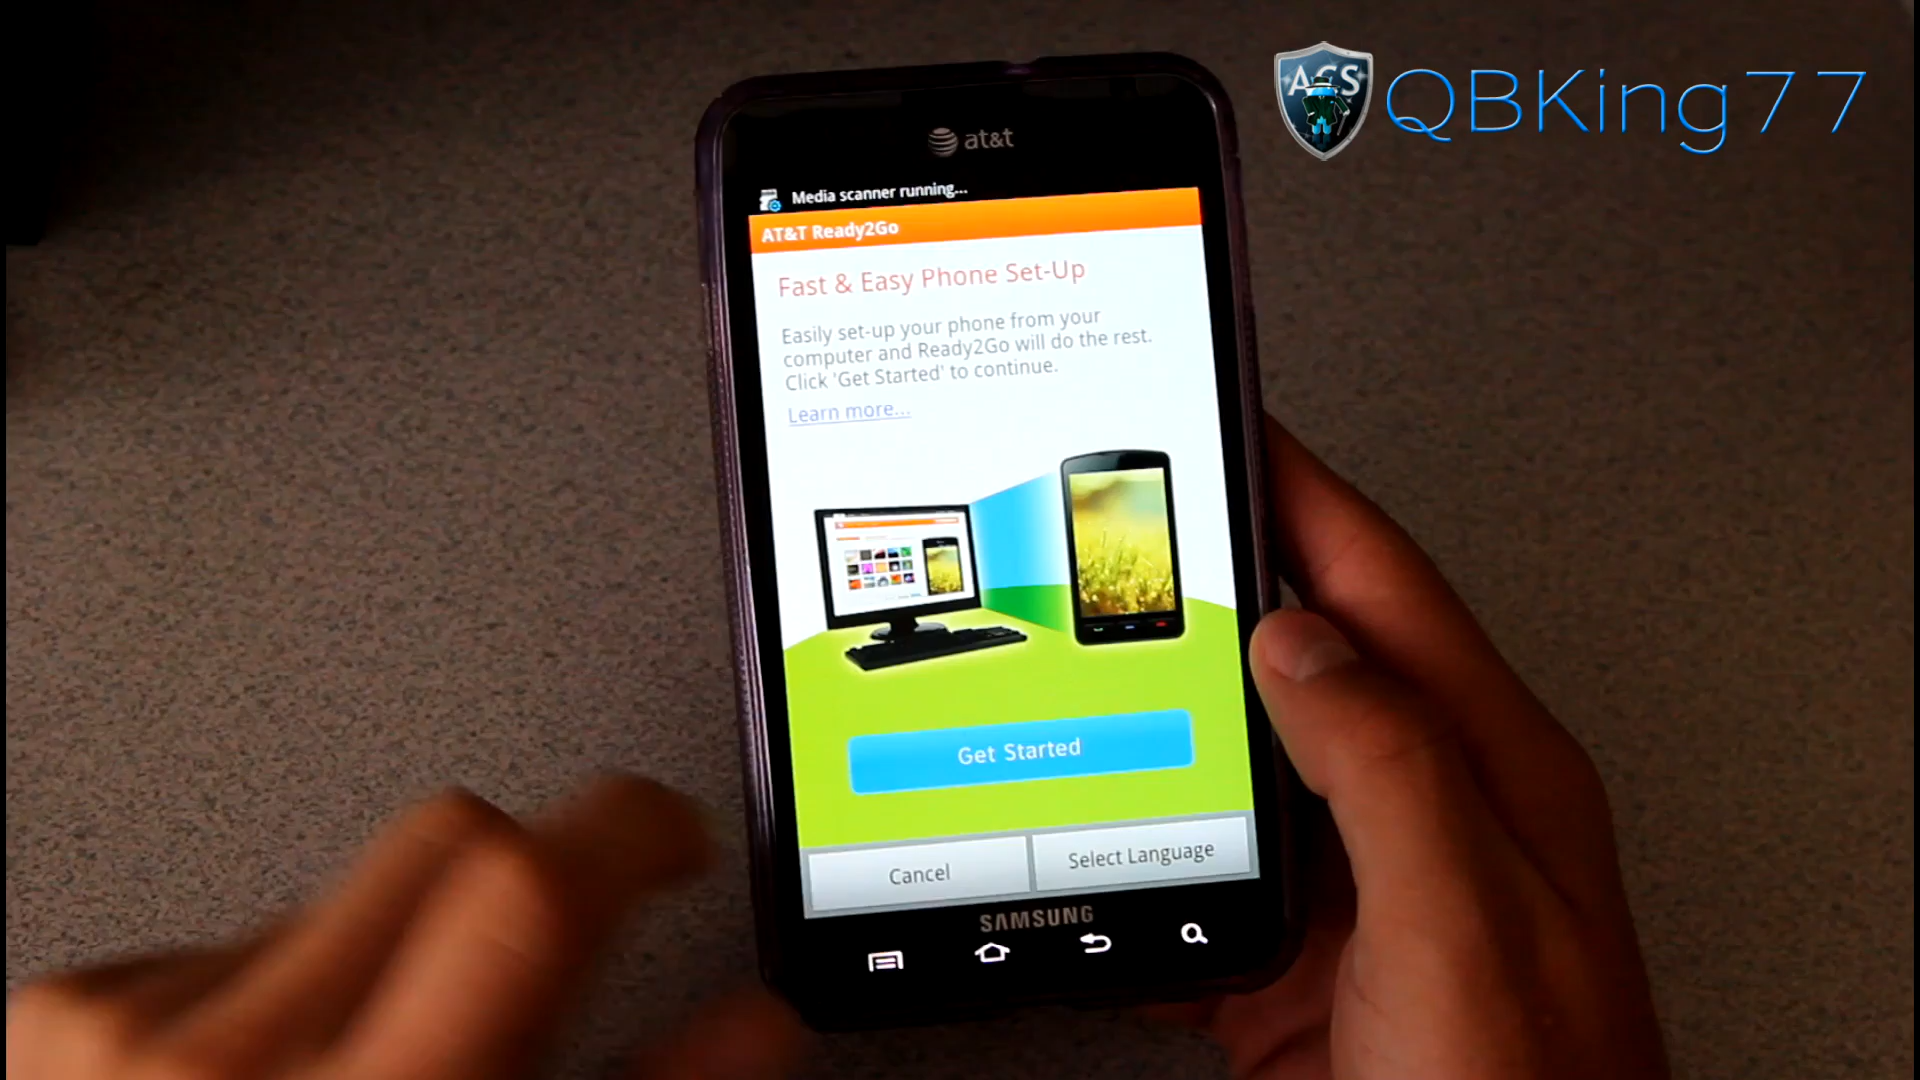 ACS
QBKing77
at&t
Media scanner running...
AT&T Ready2Go
Fast & Easy Phone Set-Up
Easily set-up your phone from your
computer and Ready2Go will do the rest.
Click 'Get Started' to continue.
Learn more...
Get Started
Cancel
Select Language
SAMSUNG